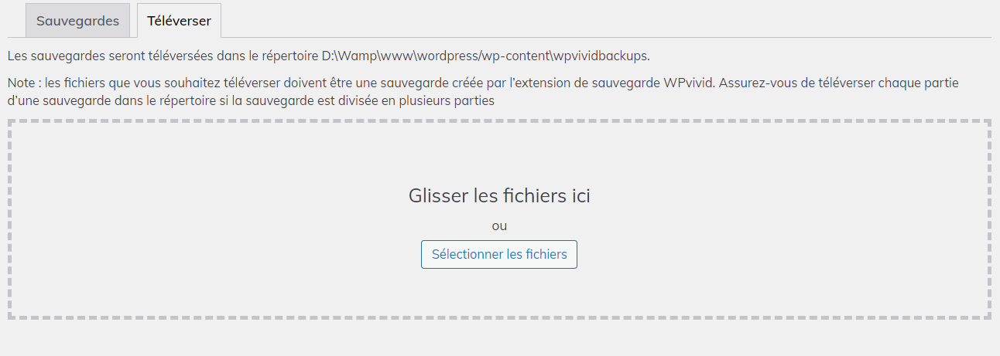 Sauvegardes
Téléverser
Les sauvegardes seront téléversées dans le répertoire D:\Wamp\www\wordpress/wp-content\wpvividbackups.
Note : les fichiers que vous souhaitez téléverser doivent être une sauvegarde créée par l’extension de sauvegarde WPvivid. Assurez-vous de téléverser chaque partie
d’une sauvegarde dans le répertoire si la sauvegarde est divisée en plusieurs parties
Glisser les fichiers ici
ou
Sélectionner les fichiers